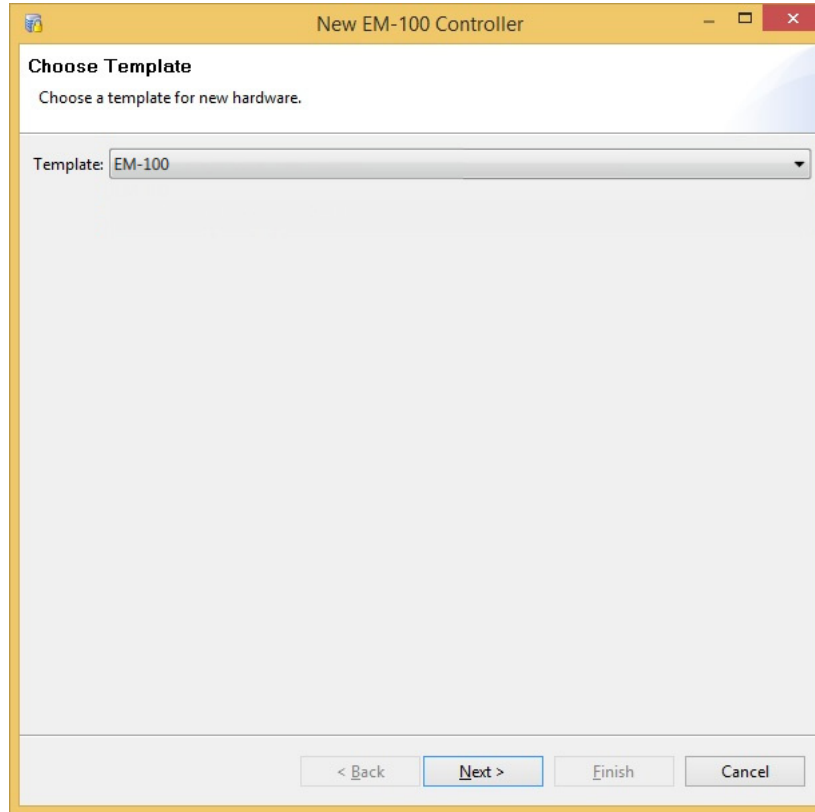 New EM-100 Controller
Choose Template
Choose a template for new hardware.
Template: EM-100
< Back Next > Finish Cancel